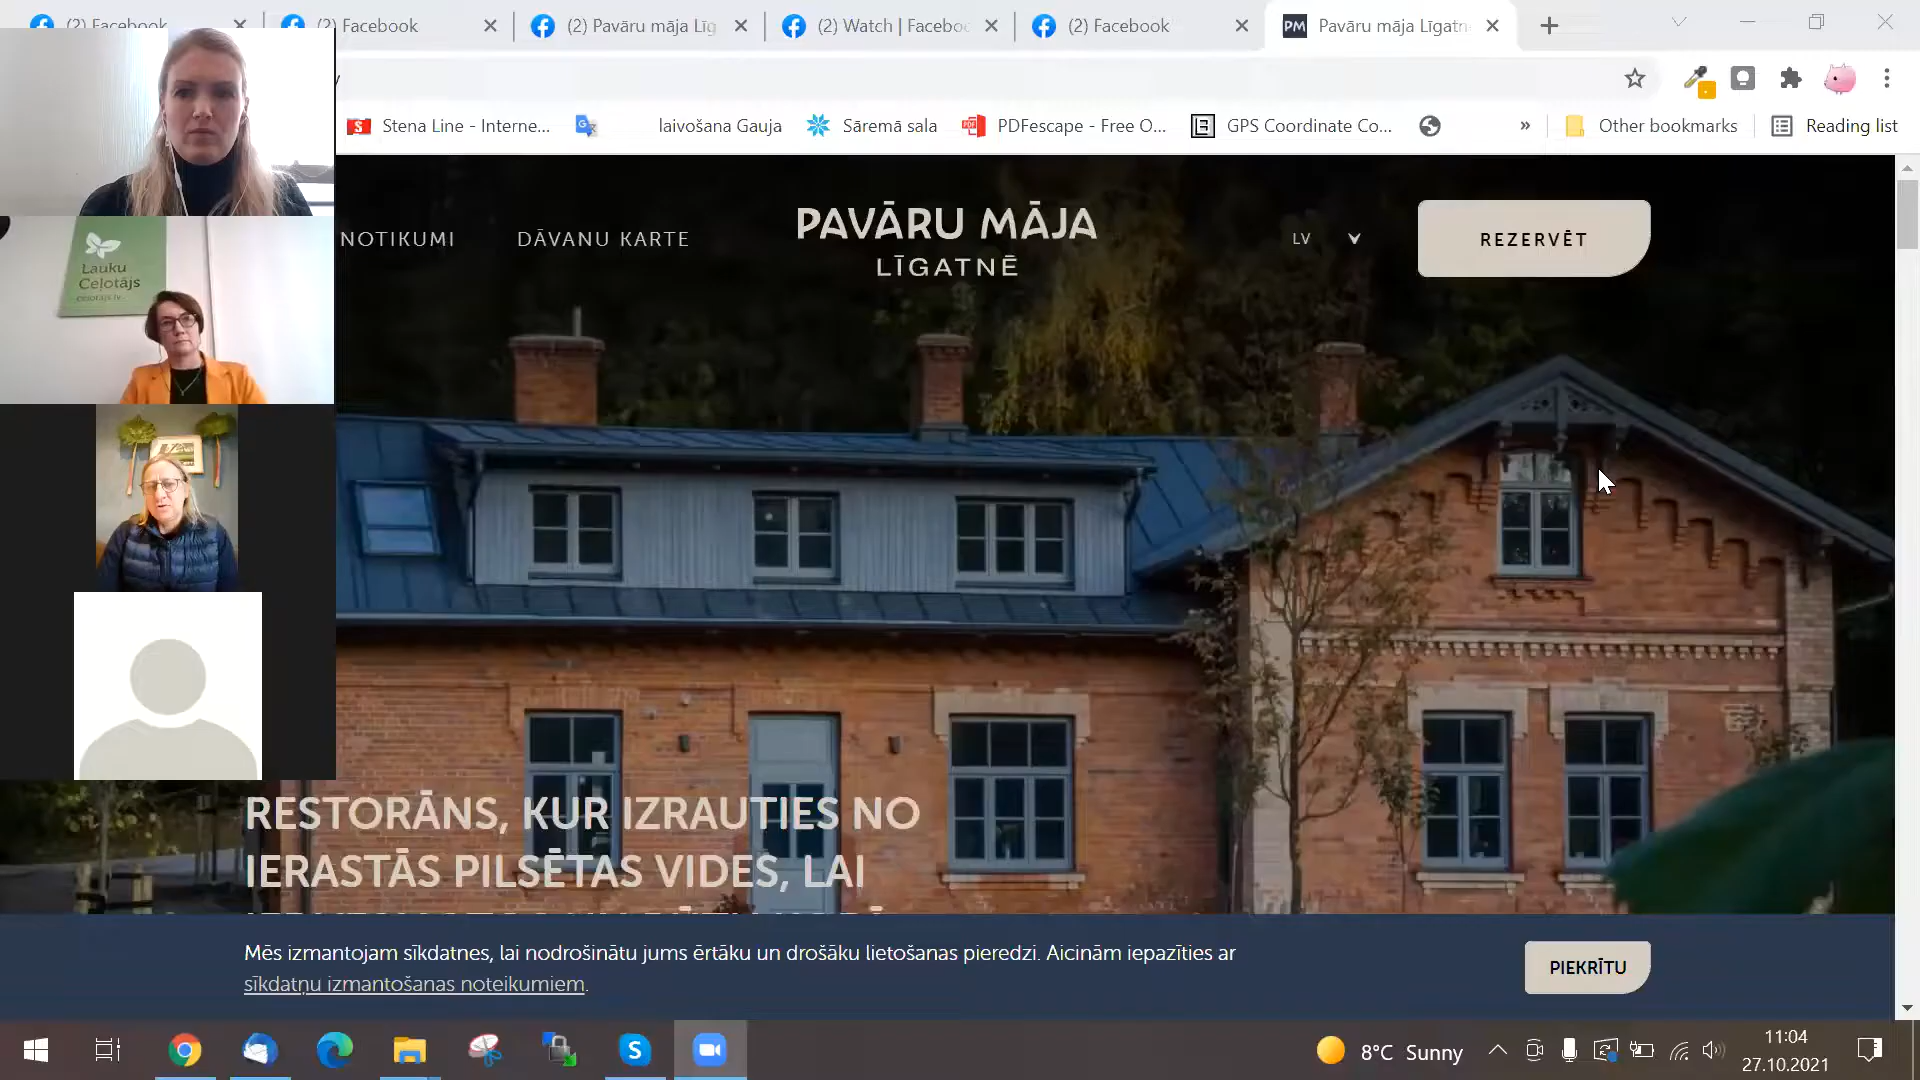 (2) Facebook
(2) Facebook
(2) Pavāru māja Līg
(2) Watch | Facebo
(2) Facebook
PM Pavāru māja Līgatn
Stena Line - Interne...
laivošana Gauja
Sāremā sala
PDFescape - Free O...
GPS Coordinate Co...
»
Other bookmarks
Reading list
Lauku
Ceļotājs
celotajs.lv
NOTIKUMI
DĀVANU KARTE
PAVĀRU MĀJA
LĪGATNĒ
LV
REZERVĒT
RESTORĀNS, KUR IZRAUTIES NO
IERASTĀS PILSĒTAS VIDES, LAI
Mēs izmantojam sīkdatnes, lai nodrošinātu jums ērtāku un drošāku lietošanas pieredzi. Aicinām iepazīties ar
sīkdatņu izmantošanas noteikumiem.
PIEKRĪTU
8°C Sunny
11:04
27.10.2021